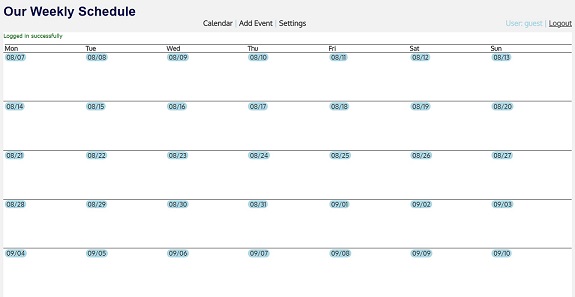 Our Weekly Schedule
Calendar | Add Event | Settings User: guest | Logout
Logged in successfully
Mon Tue Wed Thu Fri Sat Sun
08/07 08/08 08/09 08/10 08/11 08/12 08/13
08/14 08/15 08/16 08/17 08/18 08/19 08/20
08/21 08/22 08/23 08/24 08/25 08/26 08/27
08/28 08/29 08/30 08/31 09/01 09/02 09/03
09/04 09/05 09/06 09/07 09/08 09/09 09/10